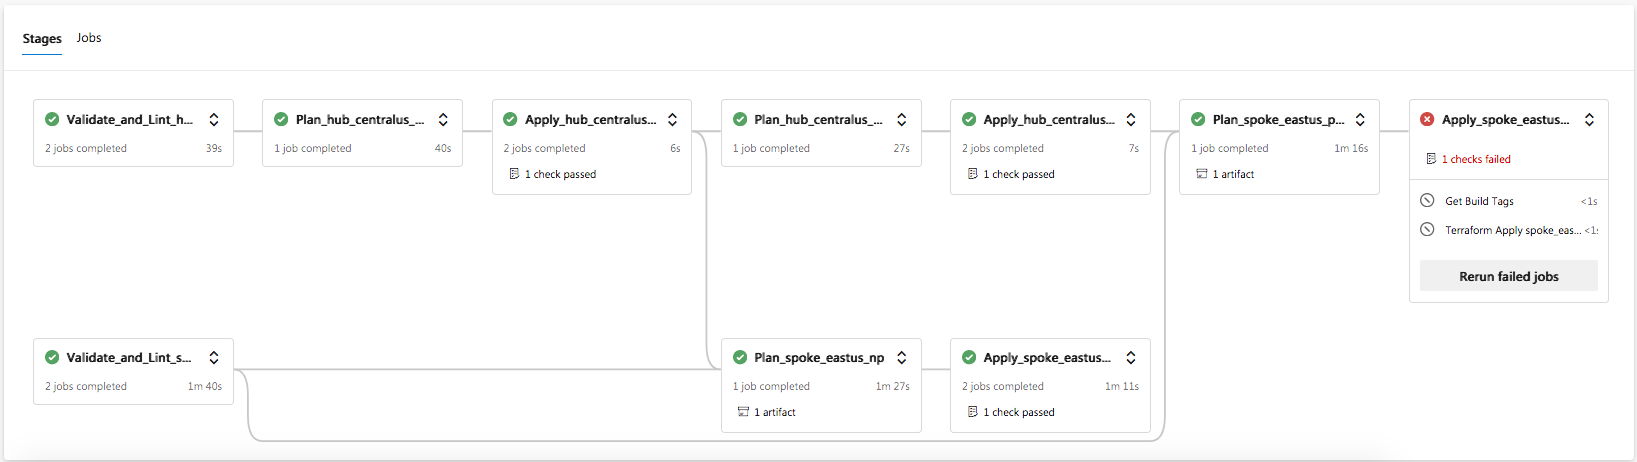 Stages Jobs
Validate_and_Lint_h...
2 jobs completed 39s
Plan_hub_centralus_...
1 job completed 40s
Apply_hub_centralus...
2 jobs completed 6s
1 check passed
Plan_hub_centralus_...
1 job completed 27s
Apply_hub_centralus...
2 jobs completed 7s
1 check passed
Plan_spoke_eastus_p...
1 job completed 1m 16s
1 artifact
Apply_spoke_eastus...
1 checks failed
Get Build Tags <1s
Terraform Apply spoke_eas... <1s
Rerun failed jobs
Validate_and_Lint_s...
2 jobs completed 1m 40s
Plan_spoke_eastus_np
1 job completed 1m 27s
1 artifact
Apply_spoke_eastus...
2 jobs completed 1m 11s
1 check passed